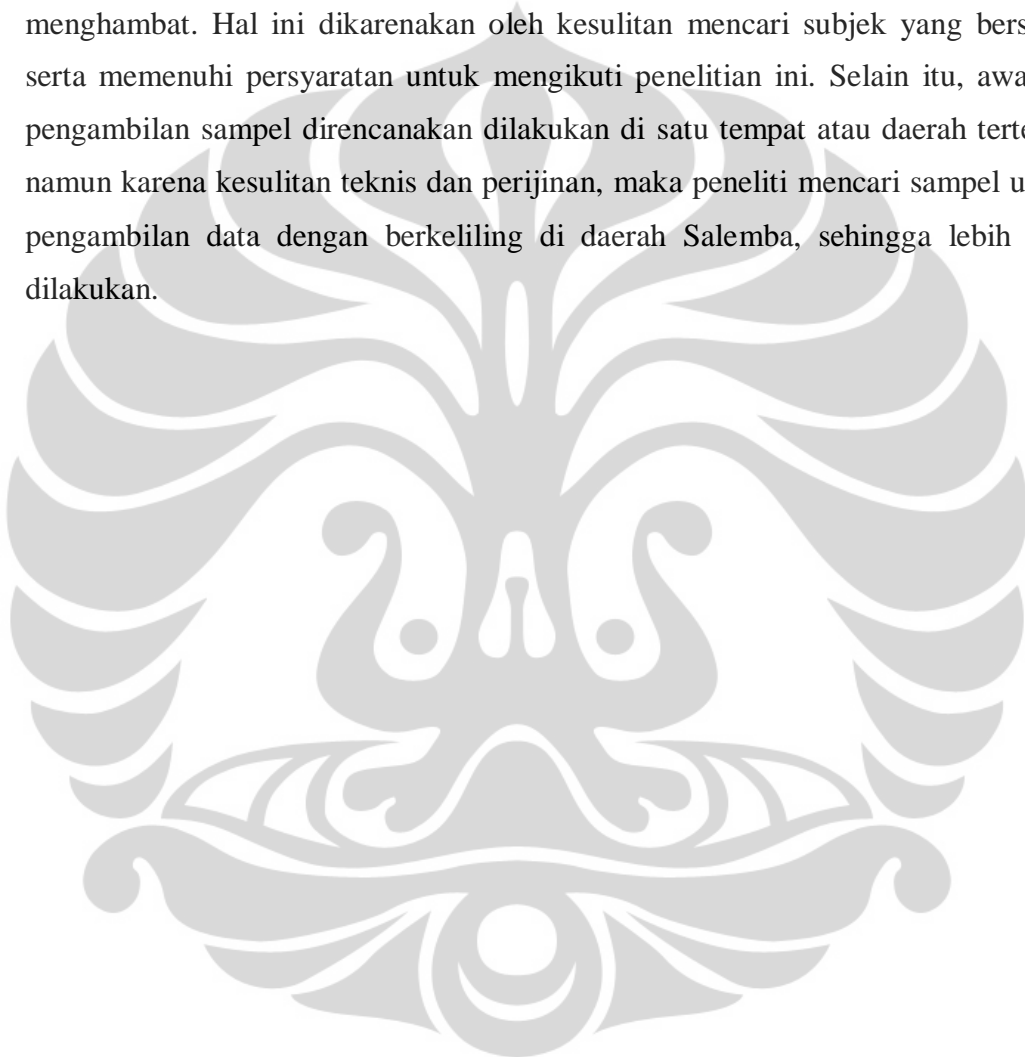 menghambat. Hal ini dikarenakan oleh kesulitan mencari subjek yang bers
serta memenuhi persyaratan untuk mengikuti penelitian ini. Selain itu, awa
pengambilan sampel direncanakan dilakukan di satu tempat atau daerah terte
namun karena kesulitan teknis dan perijinan, maka peneliti mencari sampel u
pengambilan data dengan berkeliling di daerah Salemba, sehingga lebih
dilakukan.